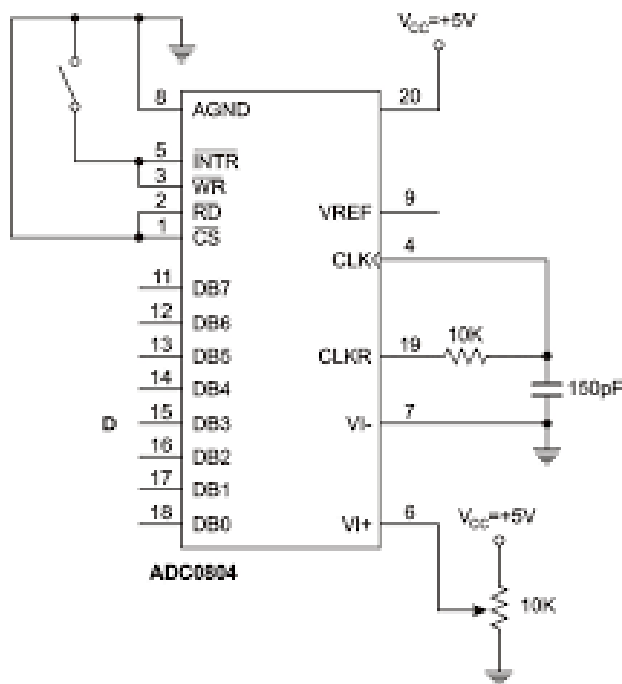 V_CC=+5V
8 AGND 20
5 INTR
3 WR
2 RD VREF 9
1 CS CLK 4
11 DB7
12 DB6
13 DB5 CLKR 19 10K
14 DB4 150pF
D 15 DB3 VI- 7
16 DB2
17 DB1
18 DB0 VI+ 6 V_CC=+5V
ADC0804
10K